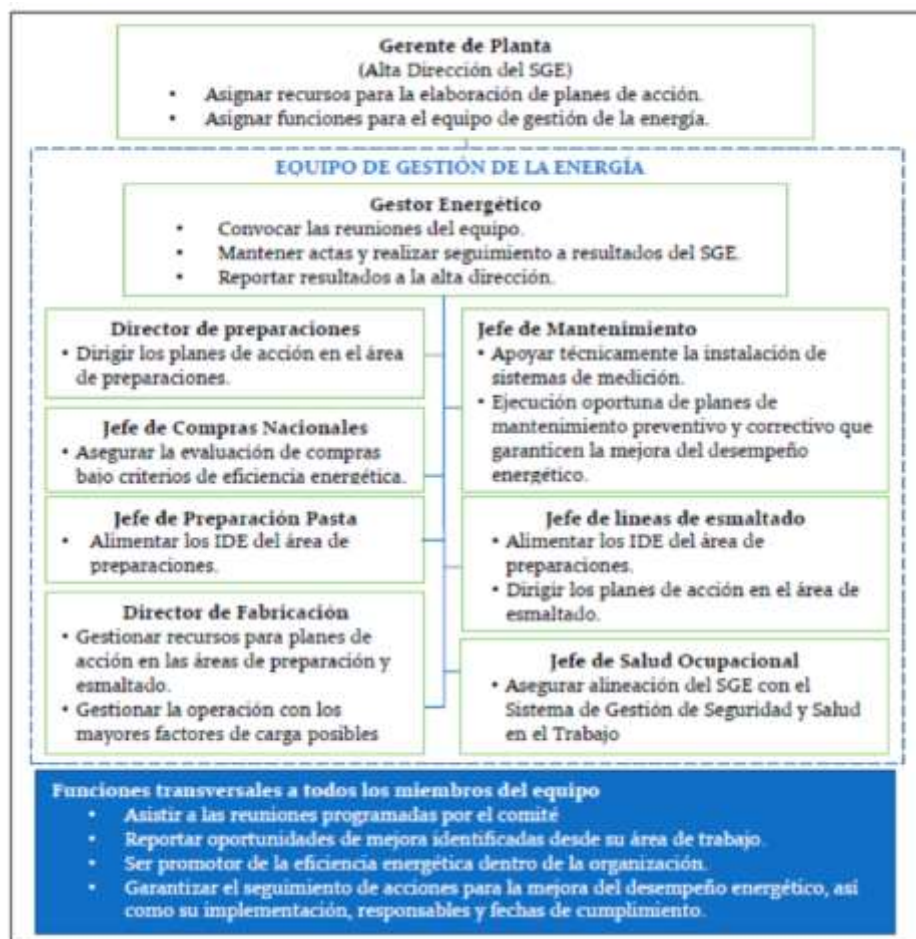 Gerente de Planta
(Alta Dirección del SGE)
• Asignar recursos para la elaboración de planes de acción.
• Asignar funciones para el equipo de gestión de la energía.
EQUIPO DE GESTIÓN DE LA ENERGÍA
Gestor Energético
• Convocar las reuniones del equipo.
• Mantener actas y realizar seguimiento a resultados del SGE.
• Reportar resultados a la alta dirección.
Director de preparaciones
• Dirigir los planes de acción en el área
de preparaciones.
Jefe de Compras Nacionales
• Asegurar la evaluación de compras
bajo criterios de eficiencia energética.
Jefe de Preparación Pasta
• Alimentar los IDE del área de
preparaciones.
Director de Fabricación
• Gestionar recursos para planes de
acción en las áreas de preparación y
esmaltado.
• Gestionar la operación con los
mayores factores de carga posibles
Jefe de Mantenimiento
• Apoyar técnicamente la instalación de
sistemas de medición.
• Ejecución oportuna de planes de
mantenimiento preventivo y correctivo que
garanticen la mejora del desempeño
energético.
Jefe de líneas de esmaltado
• Alimentar los IDE del área de
preparaciones.
• Dirigir los planes de acción en el área de
esmaltado.
Jefe de Salud Ocupacional
• Asegurar alineación del SGE con el
Sistema de Gestión de Seguridad y Salud
en el Trabajo
Funciones transversales a todos los miembros del equipo
• Asistir a las reuniones programadas por el comité
• Reportar oportunidades de mejora identificadas desde su área de trabajo.
• Ser promotor de la eficiencia energética dentro de la organización.
• Garantizar el seguimiento de acciones para la mejora del desempeño energético, así
como su implementación, responsables y fechas de cumplimiento.